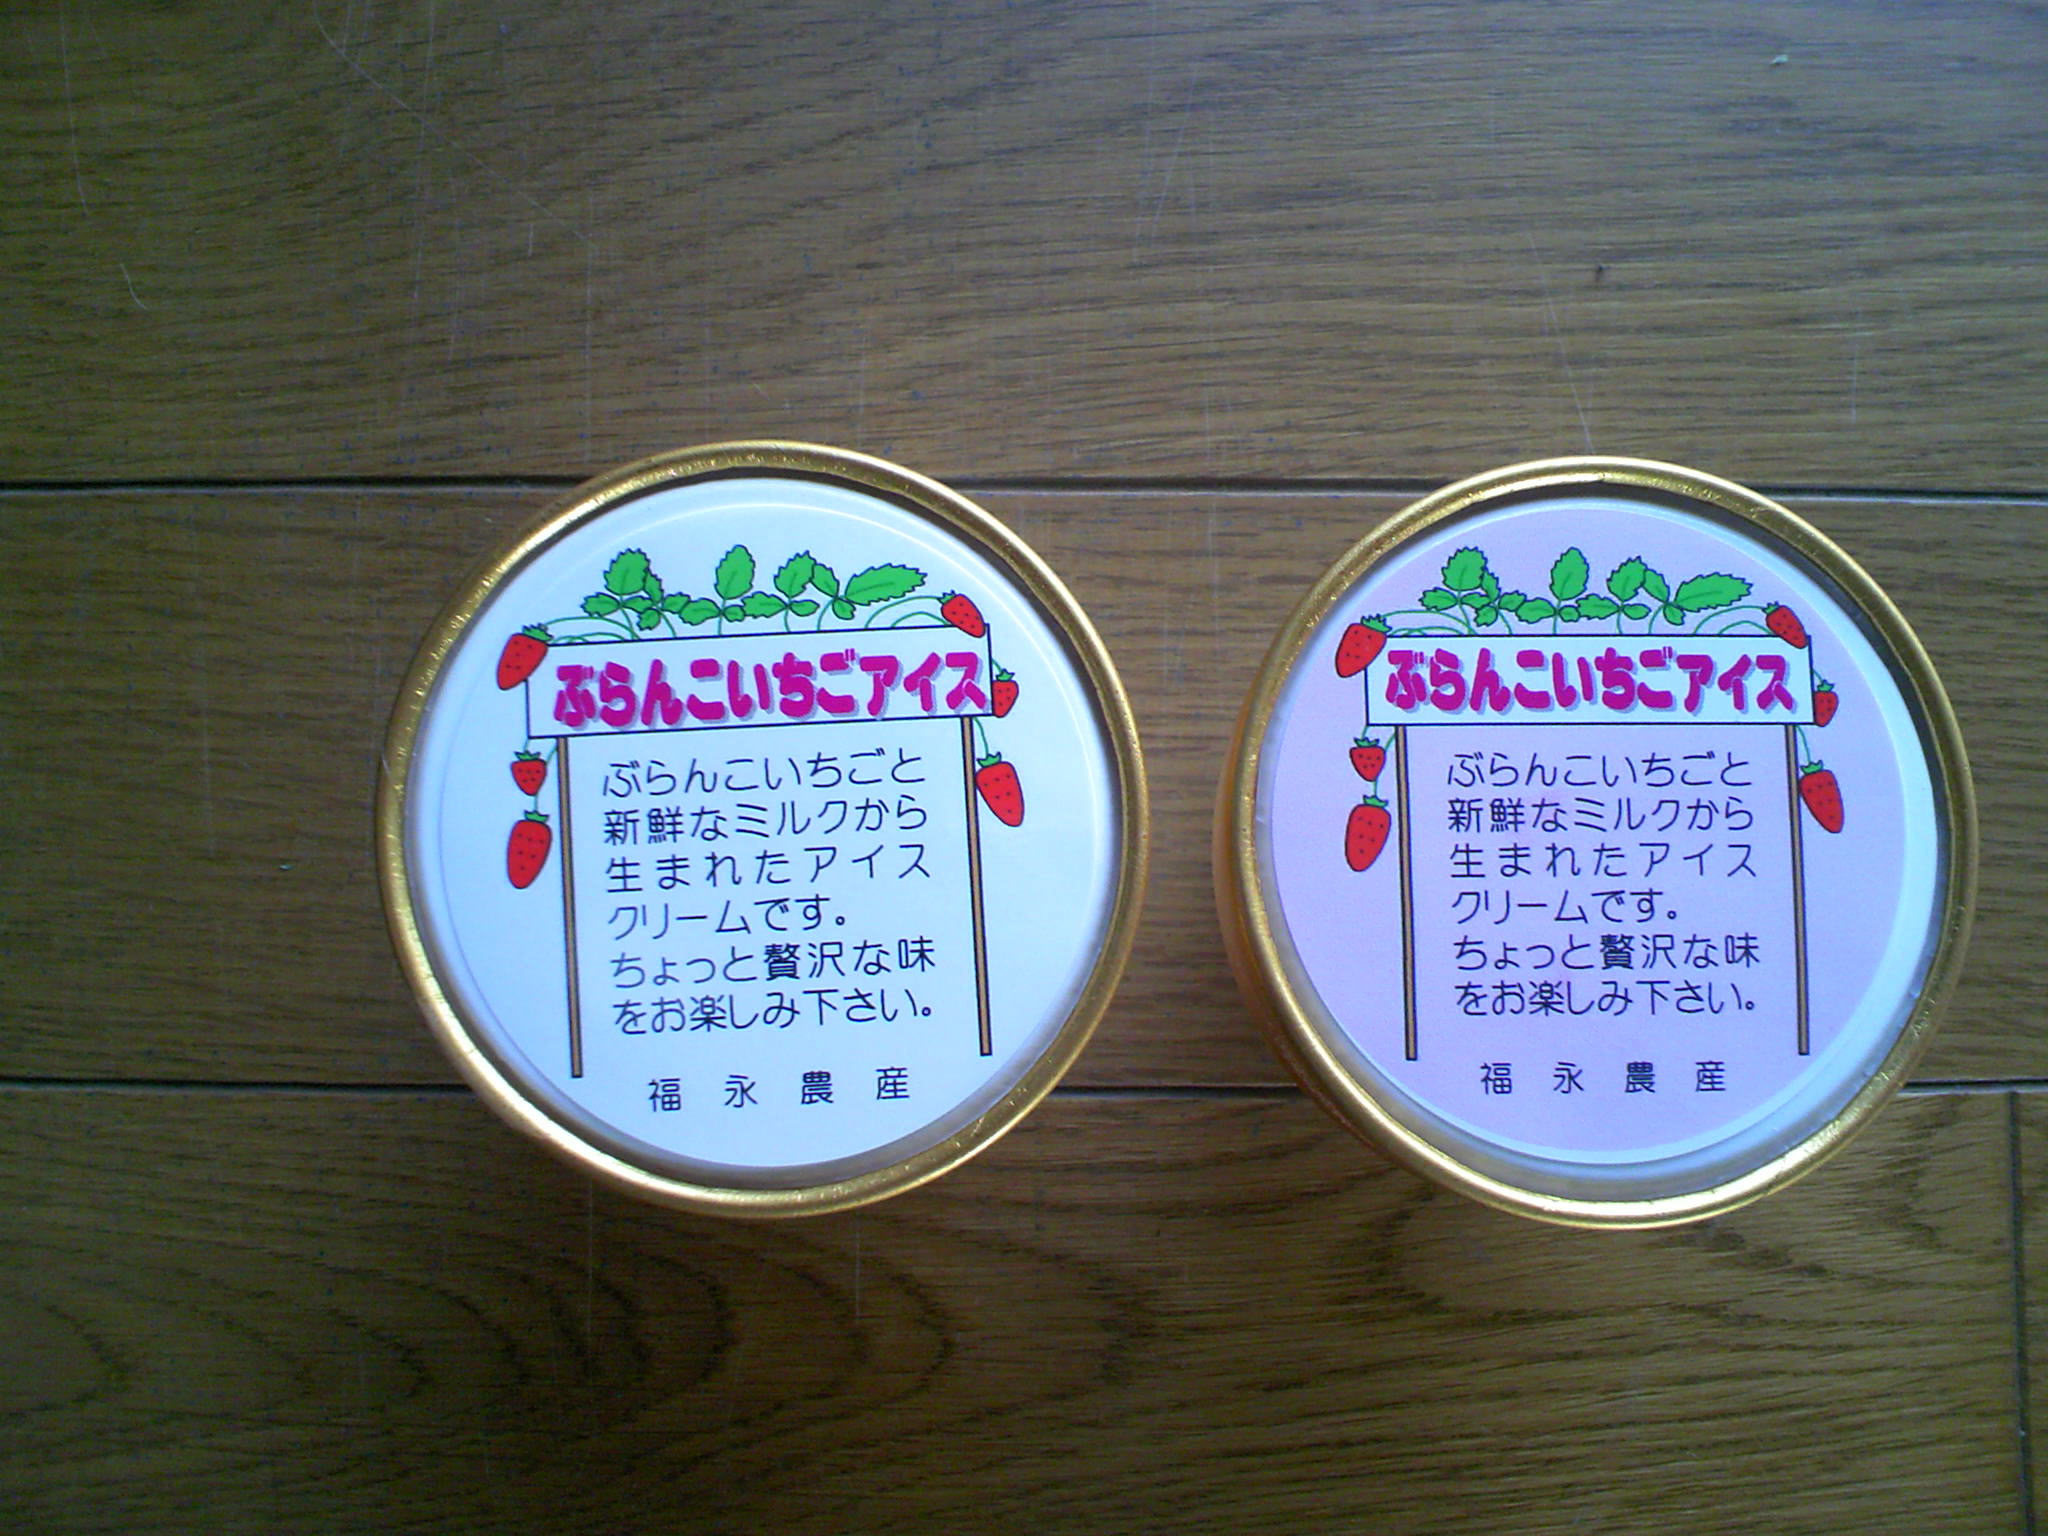 ぶらんこいちごアイス
ぶらんこいちごと
新鮮なミルクから
生まれたアイス
クリームです。
ちょっと贅沢な味
をお楽しみ下さい。
福永農産
ぶらんこいちごアイス
ぶらんこいちごと
新鮮なミルクから
生まれたアイス
クリームです。
ちょっと贅沢な味
をお楽しみ下さい。
福永農産